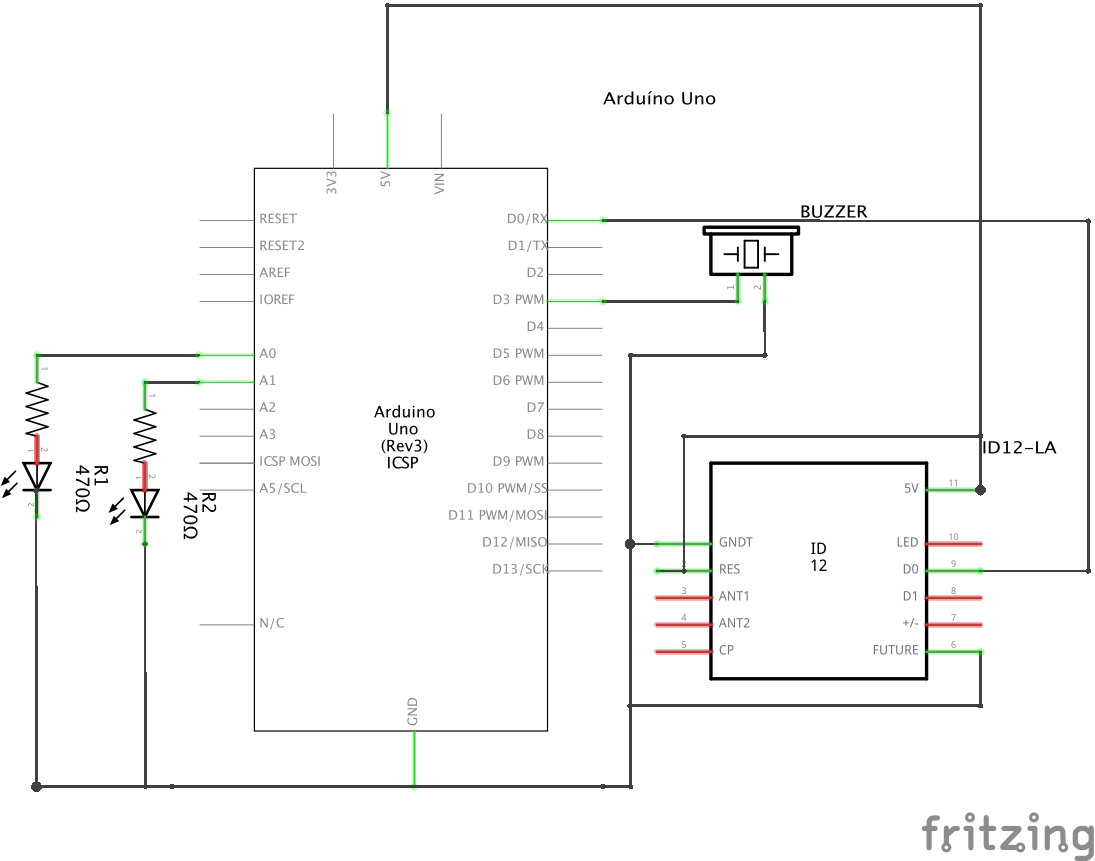 Arduíno Uno
3V3
5V
VIN
RESET
RESET2
AREF
IOREF
A0
A1
A2
A3
ICSP MOSI
A5/SCL
N/C
D0/RX
D1/TX
D2
D3 PWM
D4
D5 PWM
D6 PWM
D7
D8
D9 PWM
D10 PWM/SS
D11 PWM/MOSI
D12/MISO
D13/SCK
GND
Arduino
Uno
(Rev3)
ICSP
BUZZER
1
2
1
2
1
2
R1
470Ω
1
2
1
2
R2
470Ω
ID12-LA
ID
12
GNDT
RES
3
ANT1
4
ANT2
5
CP
5V
11
LED
10
D0
9
D1
8
+/-
7
FUTURE
6
fritzing